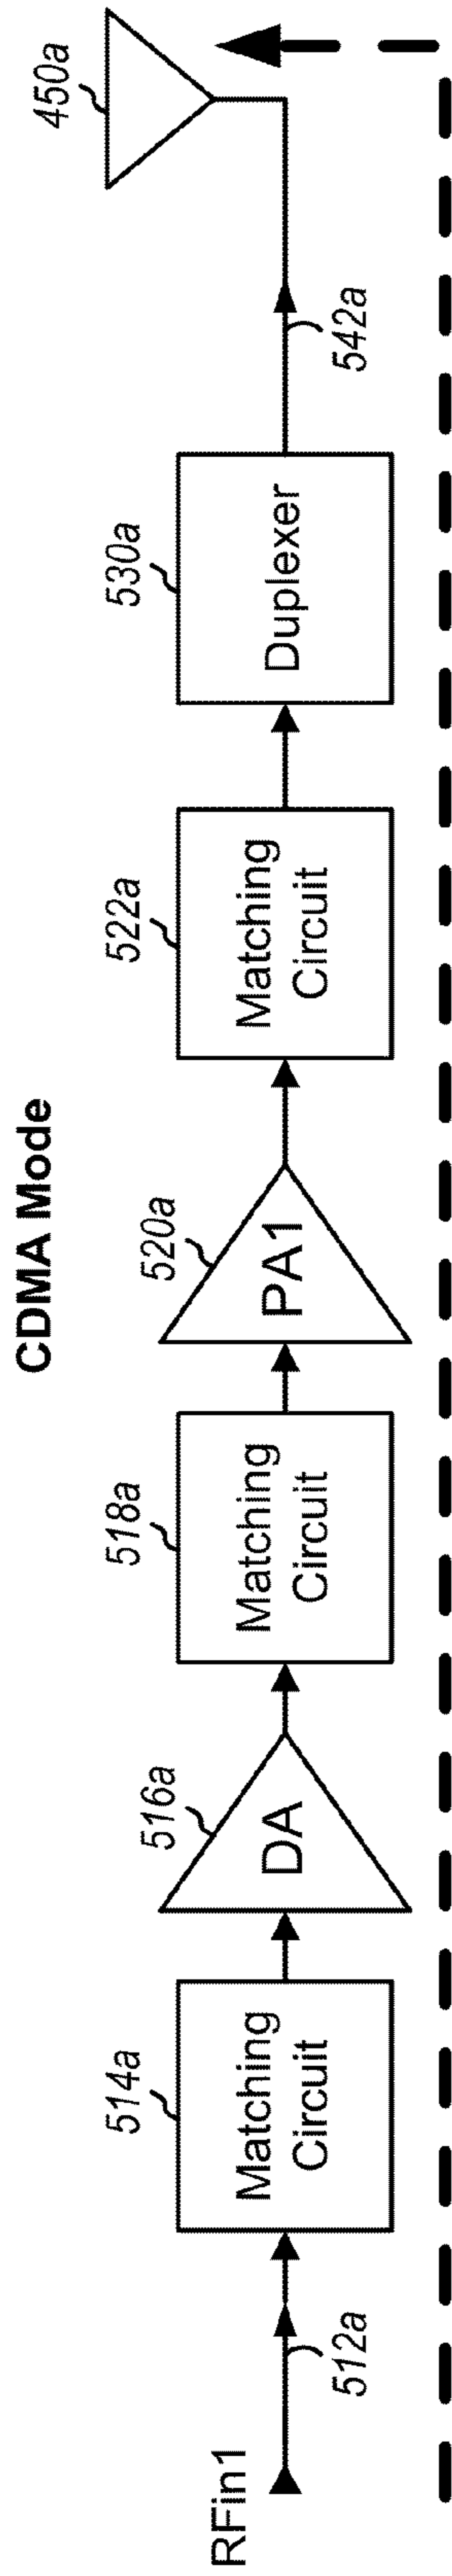 CDMA Mode
RFin1
512a
514a
Matching
Circuit
516a
DA
518a
Matching
Circuit
520a
PA1
522a
Matching
Circuit
530a
Duplexer
542a
450a